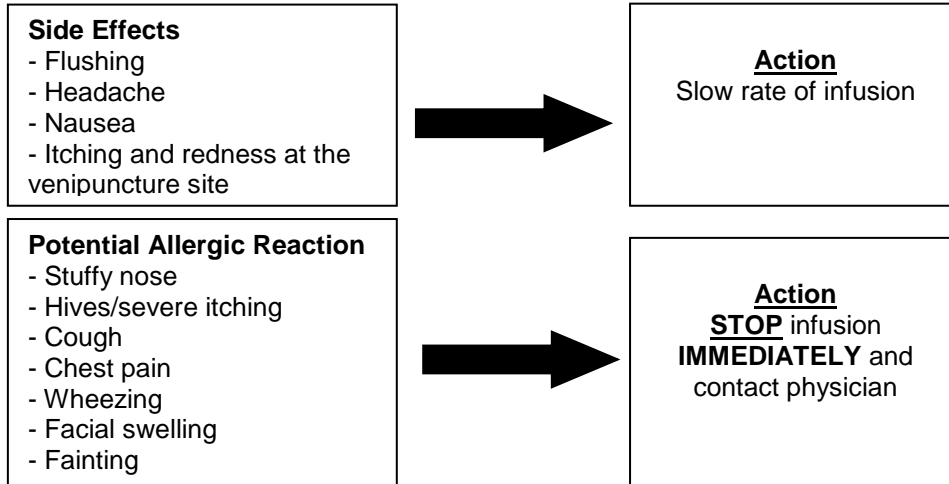 Side Effects
- Flushing
- Headache
- Nausea
- Itching and redness at the
venipuncture site
Action
Slow rate of infusion
Potential Allergic Reaction
- Stuffy nose
- Hives/severe itching
- Cough
- Chest pain
- Wheezing
- Facial swelling
- Fainting
Action
STOP infusion
IMMEDIATELY and
contact physician